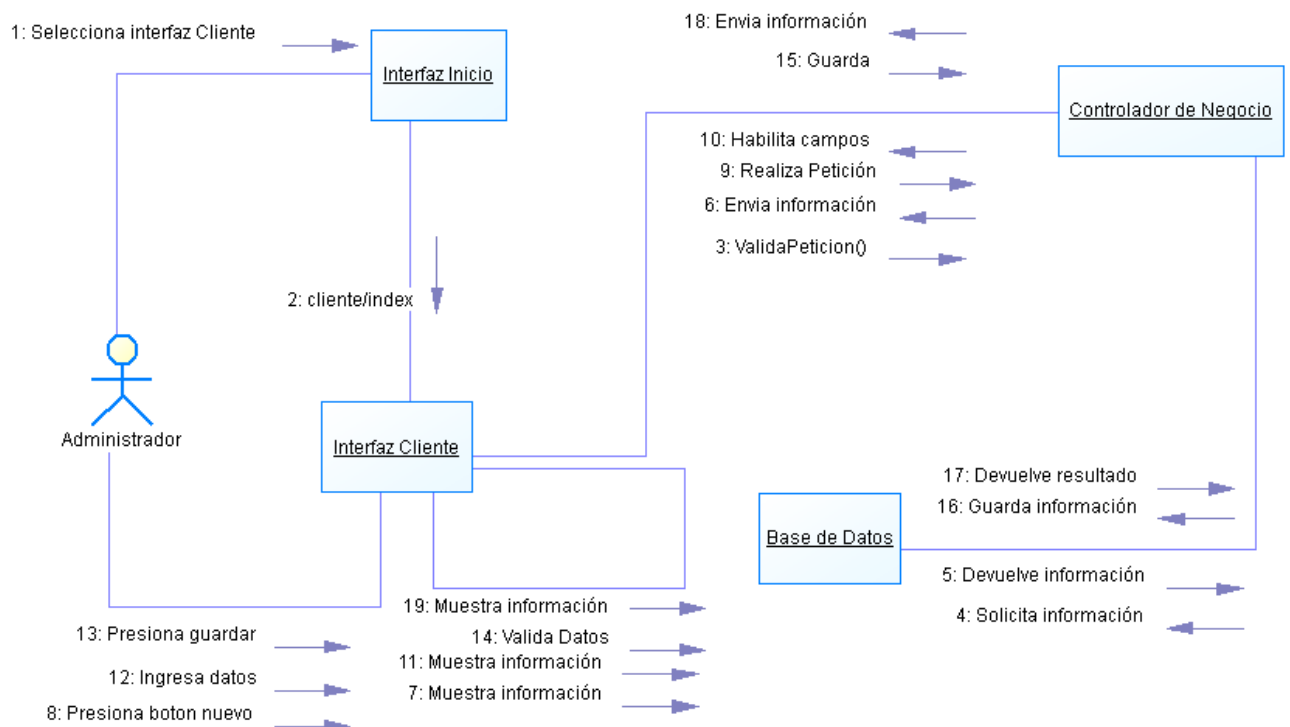 1: Selecciona interfaz Cliente
Interfaz Inicio
18: Envia información
15: Guarda
Controlador de Negocio
10: Habilita campos
9: Realiza Petición
6: Envia información
3: ValidaPeticion()
2: cliente/index
Administrador
Interfaz Cliente
17: Devuelve resultado
16: Guarda información
Base de Datos
5: Devuelve información
4: Solicita información
19: Muestra información
14: Valida Datos
11: Muestra información
7: Muestra información
13: Presiona guardar
12: Ingresa datos
8: Presiona boton nuevo